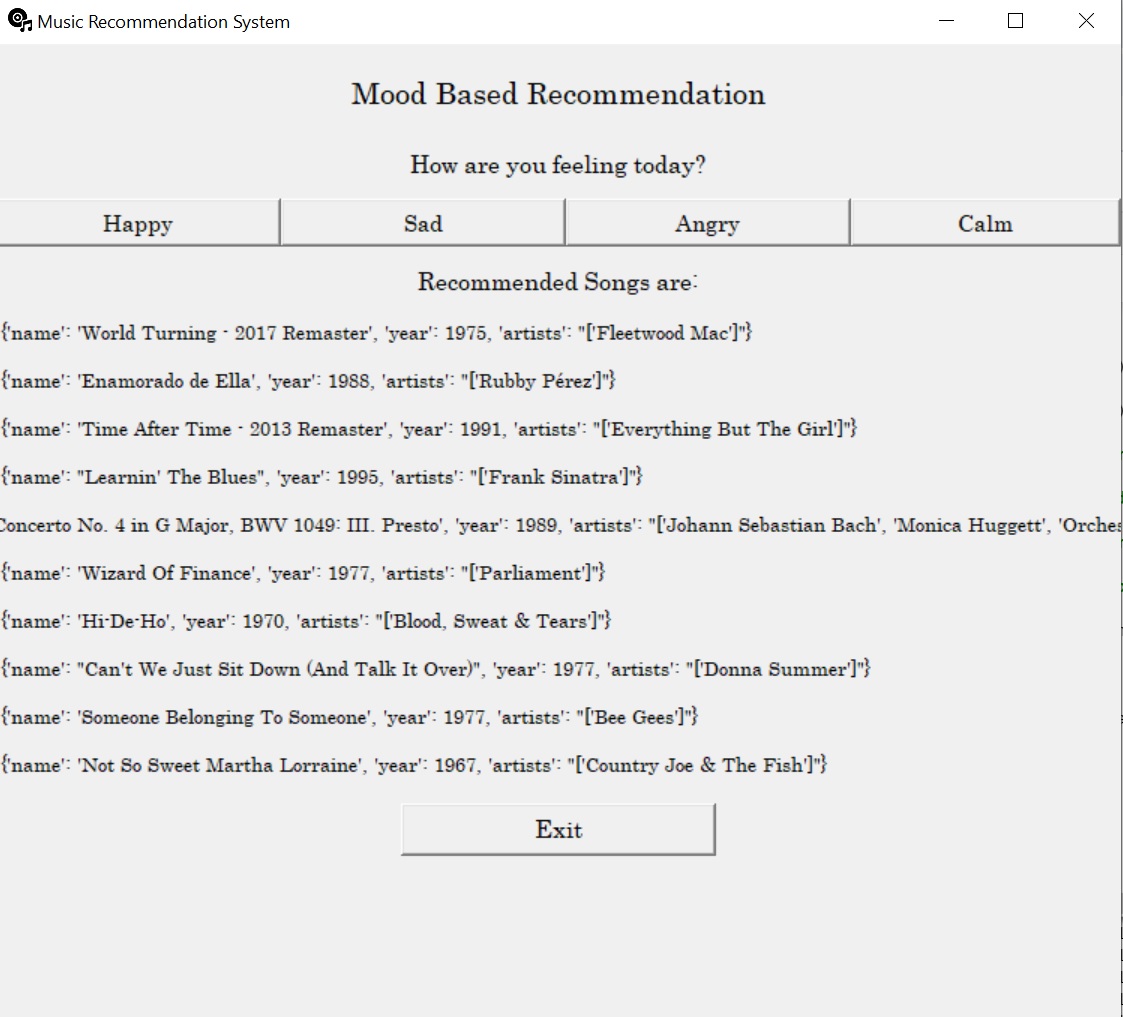 Music Recommendation System
Mood Based Recommendation
How are you feeling today?
Happy Sad Angry Calm
Recommended Songs are:
{'name': 'World Turning - 2017 Remaster', 'year': 1975, 'artists': "['Fleetwood Mac']"}
{'name': 'Enamorado de Ella', 'year': 1988, 'artists': "['Rubby Pérez']"}
{'name': 'Time After Time - 2013 Remaster', 'year': 1991, 'artists': "['Everything But The Girl']"}
{'name': "Learnin' The Blues", 'year': 1995, 'artists': "['Frank Sinatra']"}
Concerto No. 4 in G Major, BWV 1049: III. Presto', 'year': 1989, 'artists': "['Johann Sebastian Bach', 'Monica Huggett', 'Orches
{'name': 'Wizard Of Finance', 'year': 1977, 'artists': "['Parliament']"}
{'name': 'Hi-De-Ho', 'year': 1970, 'artists': "['Blood, Sweat & Tears']"}
{'name': "Can't We Just Sit Down (And Talk It Over)", 'year': 1977, 'artists': "['Donna Summer']"}
{'name': 'Someone Belonging To Someone', 'year': 1977, 'artists': "['Bee Gees']"}
{'name': 'Not So Sweet Martha Lorraine', 'year': 1967, 'artists': "['Country Joe & The Fish']"}
Exit